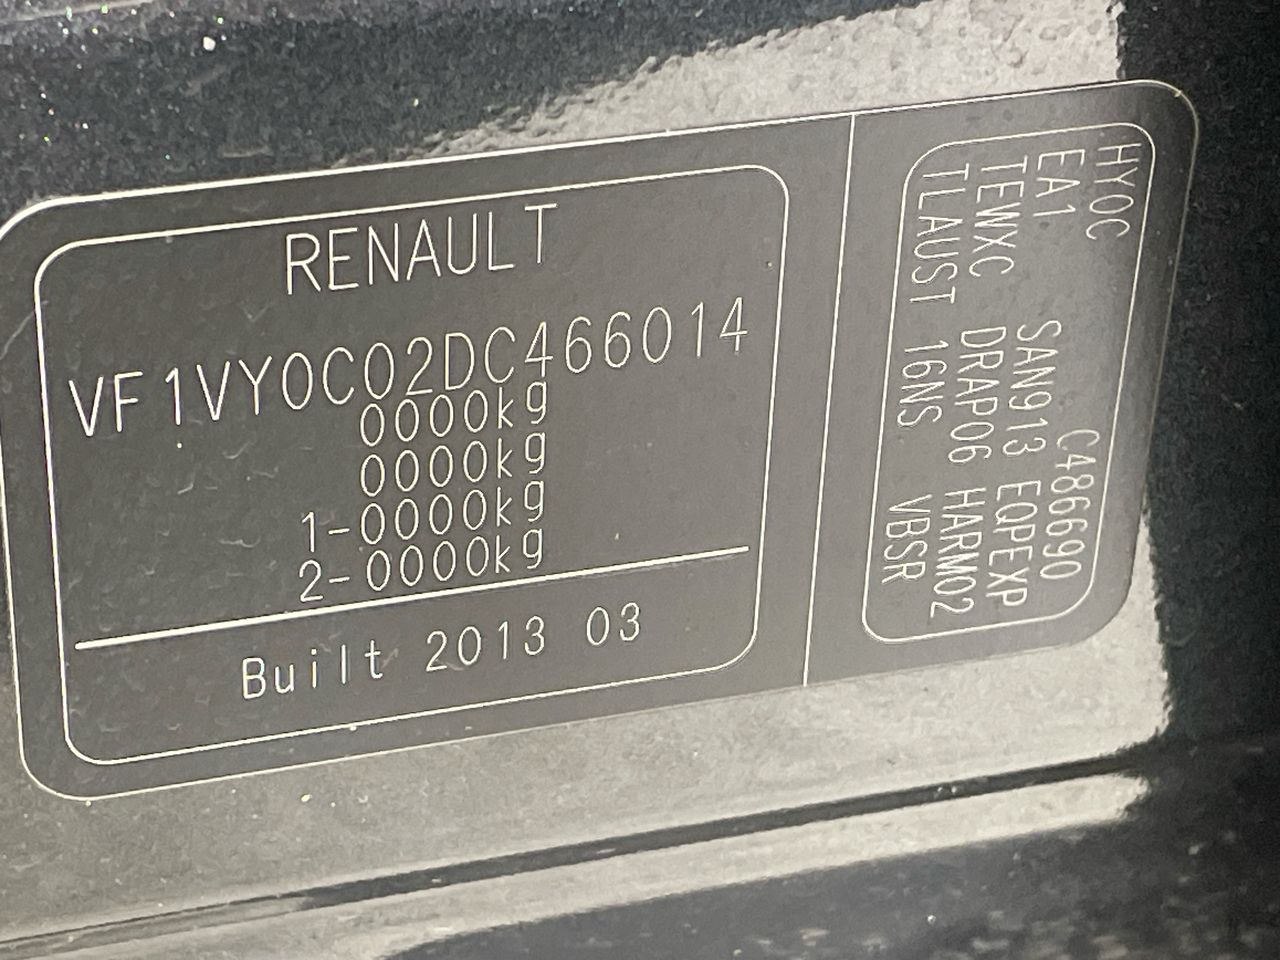 RENAULT
VF1VY0C02DC466014
0000kg
0000kg
1-0000kg
2-0000kg
Built 2013 03
HY0C
EA1 C486690
TEWXC SAN913 EQPEXP
TLAUST DRAP06 HARM02
16NS VBSR